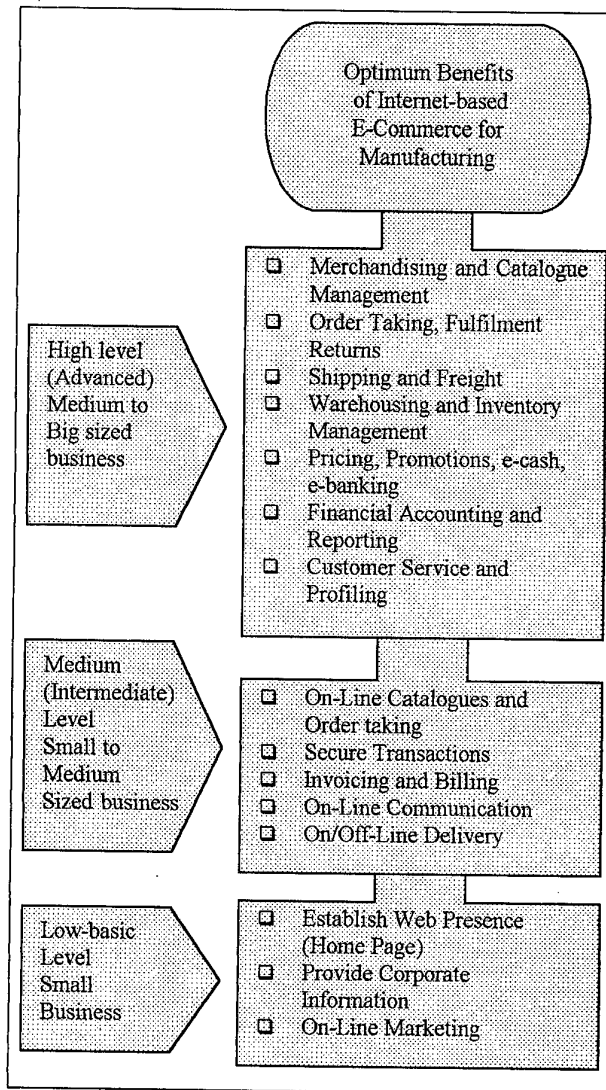 Optimum Benefits
of Internet-based
E-Commerce for
Manufacturing
High level
(Advanced)
Medium to
Big sized
business
❑ Merchandising and Catalogue
Management
❑ Order Taking, Fulfilment
Returns
❑ Shipping and Freight
❑ Warehousing and Inventory
Management
❑ Pricing, Promotions, e-cash,
e-banking
❑ Financial Accounting and
Reporting
❑ Customer Service and
Profiling
Medium
(Intermediate)
Level
Small to
Medium
Sized business
❑ On-Line Catalogues and
Order taking
❑ Secure Transactions
❑ Invoicing and Billing
❑ On-Line Communication
❑ On/Off-Line Delivery
Low-basic
Level
Small
Business
❑ Establish Web Presence
(Home Page)
❑ Provide Corporate
Information
❑ On-Line Marketing